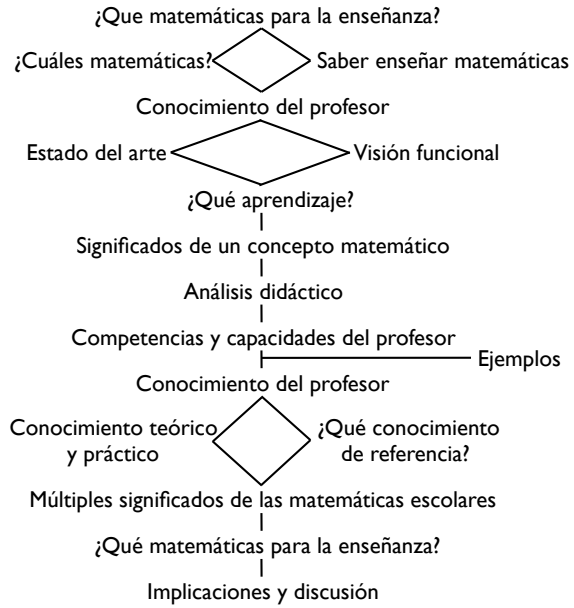 ¿Que matemáticas para la enseñanza?
¿Cuáles matemáticas?
Saber enseñar matemáticas
Conocimiento del profesor
Estado del arte
Visión funcional
¿Qué aprendizaje?
Significados de un concepto matemático
Análisis didáctico
Competencias y capacidades del profesor
Ejemplos
Conocimiento del profesor
Conocimiento teórico
y práctico
¿Qué conocimiento
de referencia?
Múltiples significados de las matemáticas escolares
¿Qué matemáticas para la enseñanza?
Implicaciones y discusión